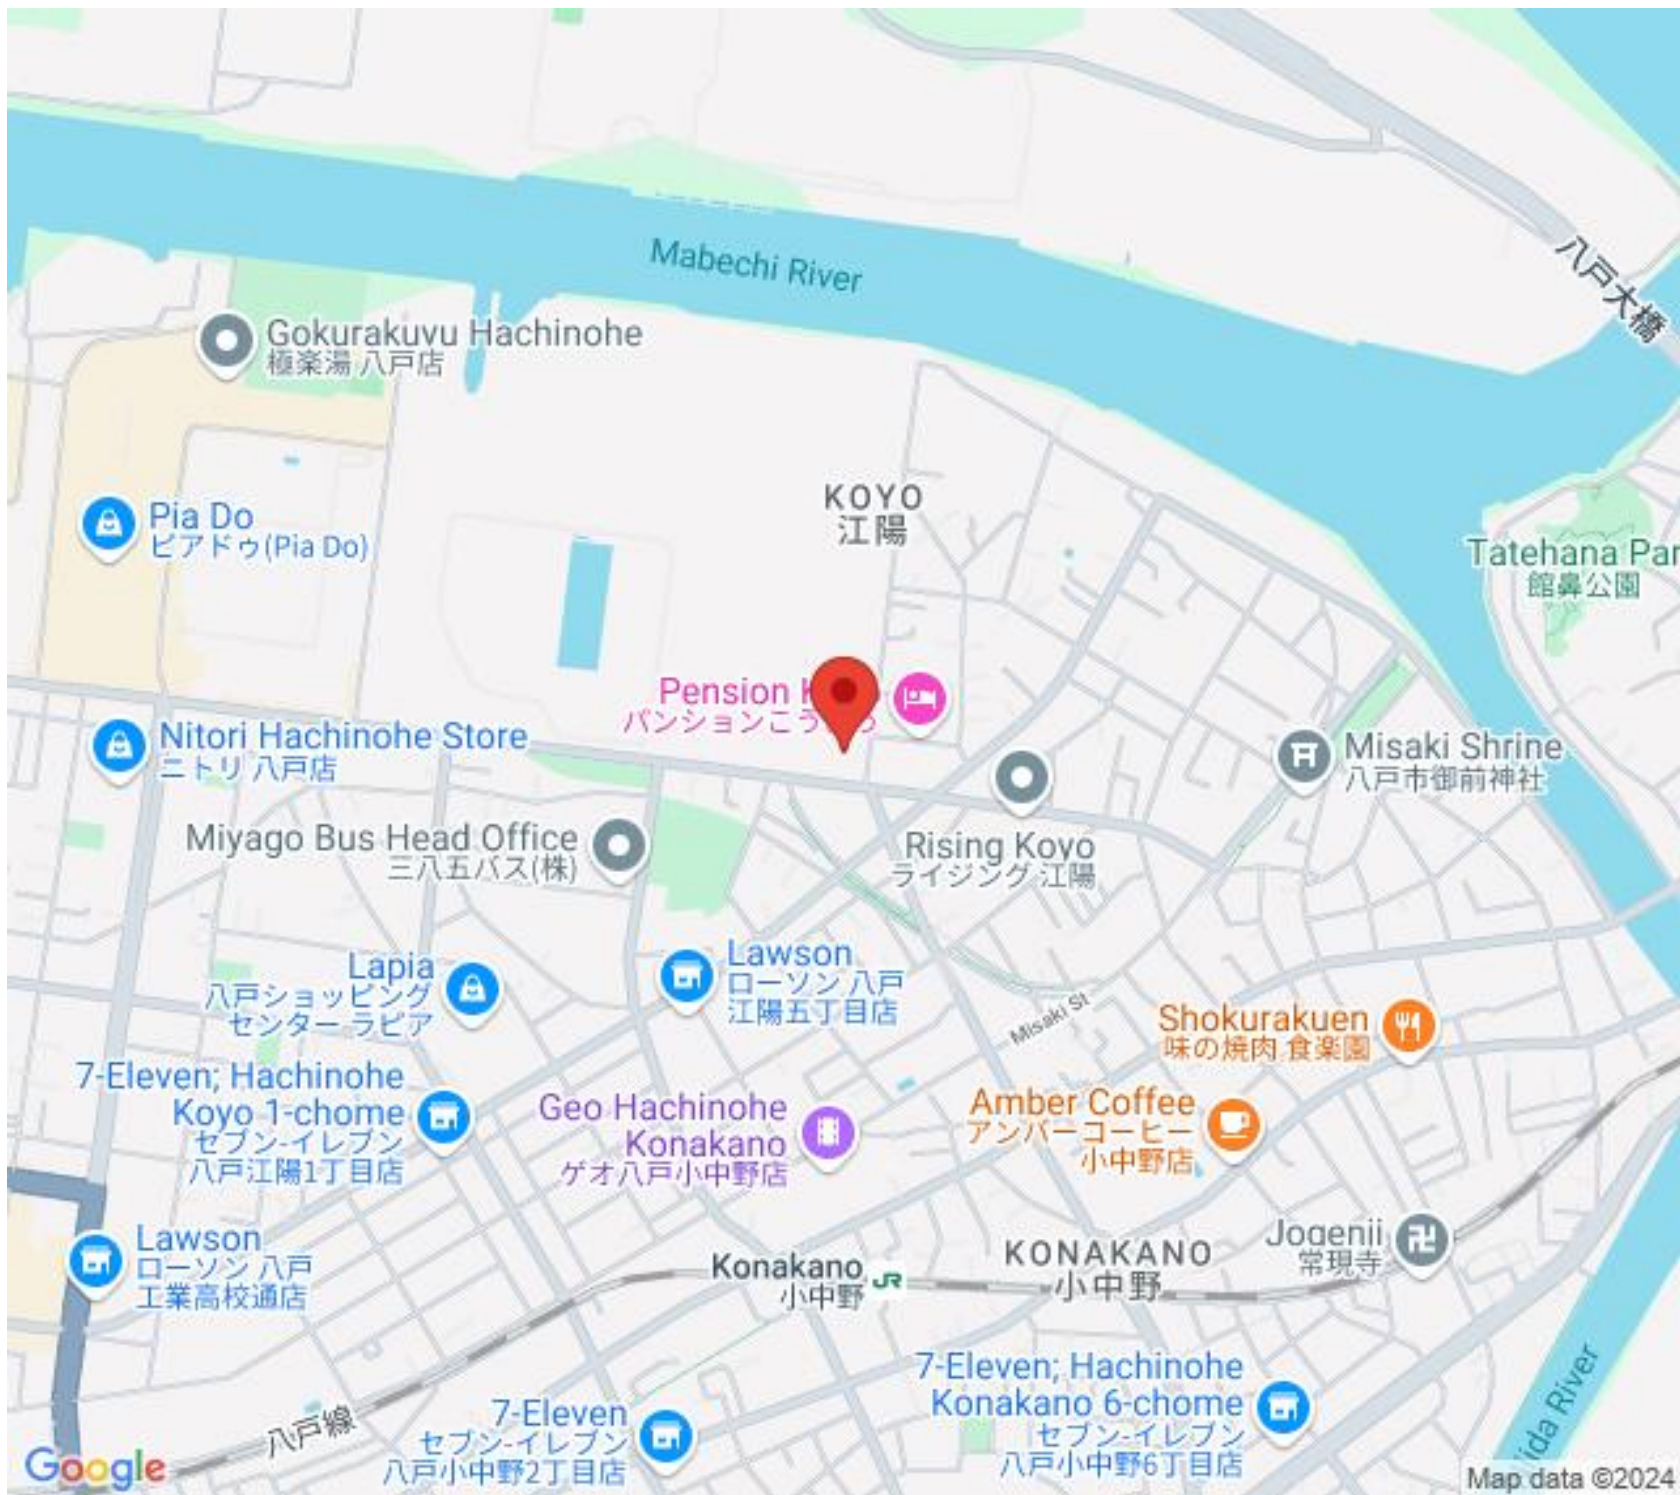 八戸大橋
Mabechi River
Gokurakuyu Hachinohe
極楽湯 八戸店
KOYO
江陽
Pia Do
ピアドゥ(Pia Do)
Tatehana Par
館鼻公園
Pension
パンションこう
Nitori Hachinohe Store
ニトリ 八戸店
Misaki Shrine
八戸市御前神社
Miyago Bus Head Office
三八五バス(株)
Rising Koyo
ライジング 江陽
Lawson
ローソン 八戸
江陽五丁目店
Lapia
八戸ショッピング
センター ラピア
Misaki St
Shokurakuen
味の焼肉 食楽園
7-Eleven; Hachinohe
Koyo 1-chome
セブン-イレブン
八戸江陽1丁目店
Geo Hachinohe
Konakano
ゲオ八戸小中野店
Amber Coffee
アンバーコーヒー
小中野店
Lawson
ローソン 八戸
工業高校通店
Konakano
小中野
JR
KONAKANO
小中野
Jogenji
常現寺
7-Eleven; Hachinohe
Konakano 6-chome
セブン-イレブン
八戸小中野6丁目店
7-Eleven
セブン-イレブン
八戸小中野2丁目店
八戸線
ida River
Google
Map data ©2024